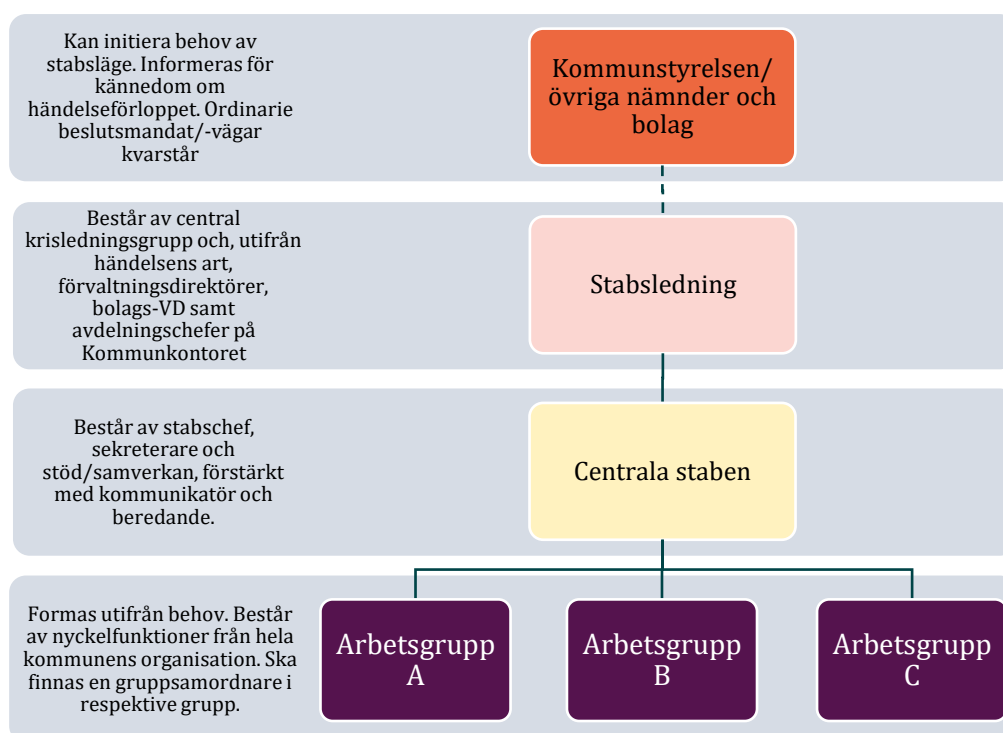 Kan initiera behov av
stabsläge. Informeras för
kännedom om
händelseförloppet. Ordinarie
beslutsmandat/-vägar
kvarstår
Kommunstyrelsen/
övriga nämnder och
bolag
Består av central
krisledningsgrupp och, utifrån
händelsens art,
förvaltningsdirektörer,
bolags-VD samt
avdelningschefer på
Kommunkontoret
Stabsledning
Består av stabschef,
sekreterare och
stöd/samverkan, förstärkt
med kommunikatör och
beredande.
Centrala staben
Formas utifrån behov. Består
av nyckelfunktioner från hela
kommunens organisation. Ska
finnas en gruppsamordnare i
respektive grupp.
Arbetsgrupp
A
Arbetsgrupp
B
Arbetsgrupp
C